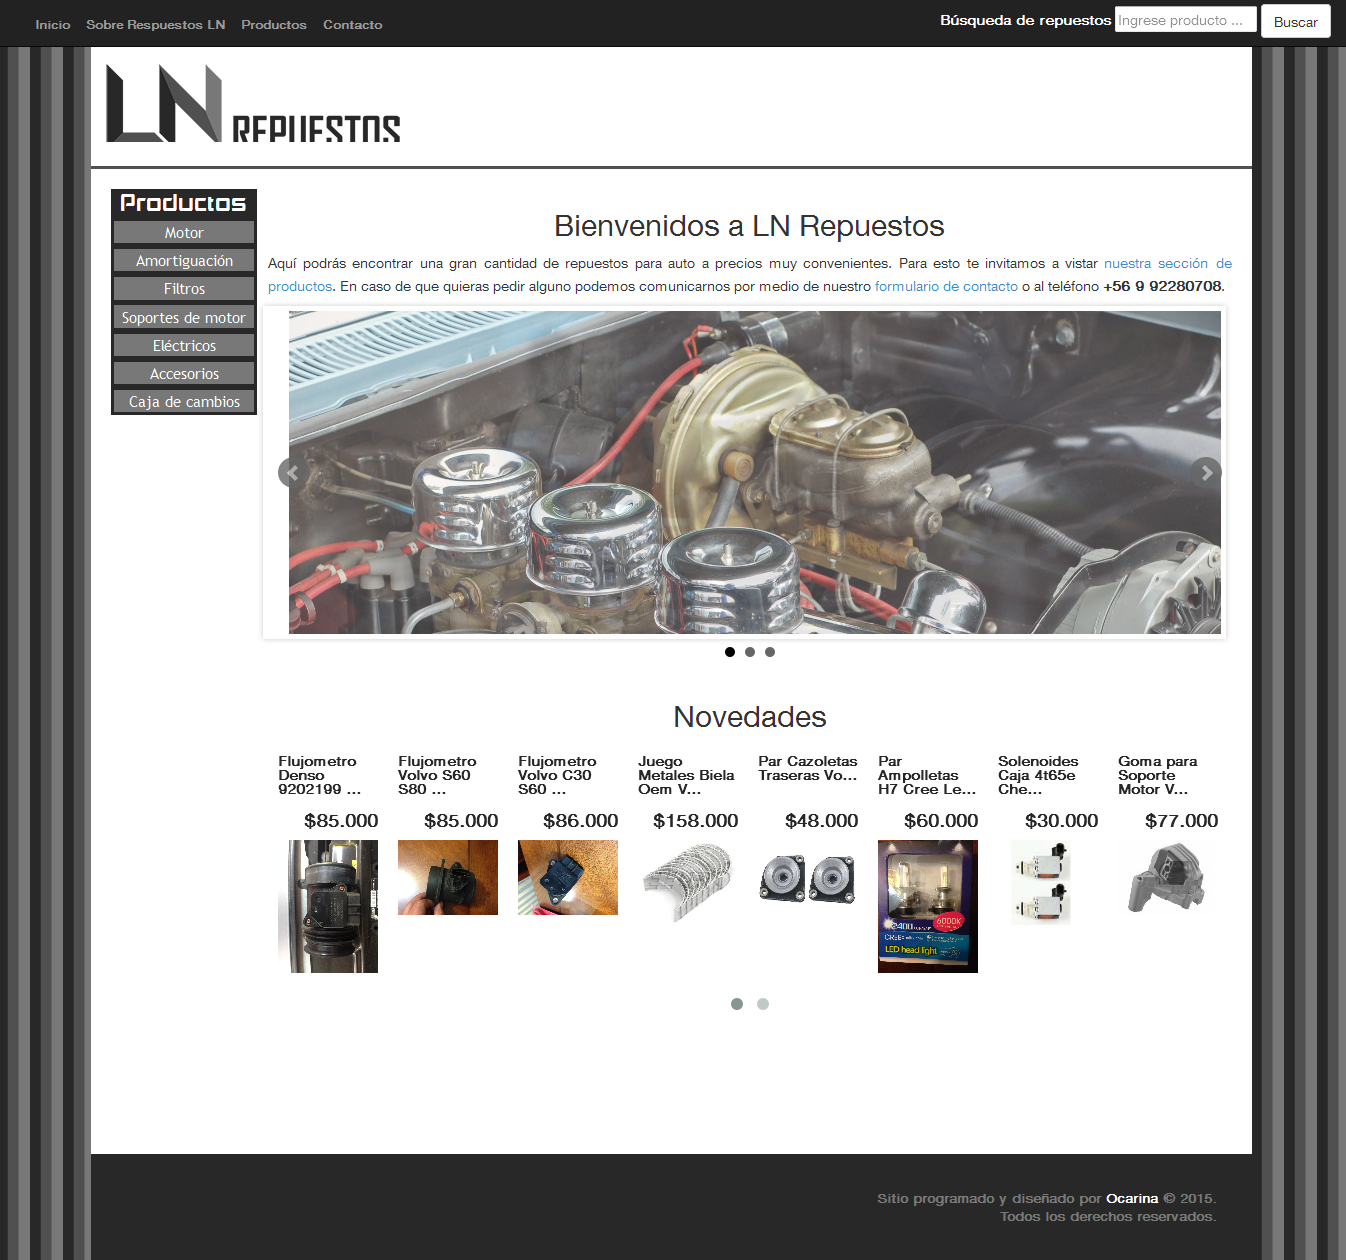 Inicio Sobre Respuestos LN Productos Contacto Búsqueda de repuestos Ingrese producto ... Buscar
LN REPUESTOS
Productos
Motor
Amortiguación
Filtros
Soportes de motor
Eléctricos
Accesorios
Caja de cambios
Bienvenidos a LN Repuestos
Aquí podrás encontrar una gran cantidad de repuestos para auto a precios muy convenientes. Para esto te invitamos a vistar nuestra sección de
productos. En caso de que quieras pedir alguno podemos comunicarnos por medio de nuestro formulario de contacto o al teléfono +56 9 92280708.
Novedades
Flujometro
Denso
9202199 ...
$85.000
Flujometro
Volvo S60
S80 ...
$85.000
Flujometro
Volvo C30
S60 ...
$86.000
Juego
Metales Biela
Oem V...
$158.000
Par Cazoletas
Traseras Vo...
$48.000
Par
Ampolletas
H7 Cree Le...
$60.000
6000K
2400
CREE
LED head light
Solenoides
Caja 4t65e
Che...
$30.000
Goma para
Soporte
Motor V...
$77.000
Sitio programado y diseñado por Ocarina © 2015.
Todos los derechos reservados.